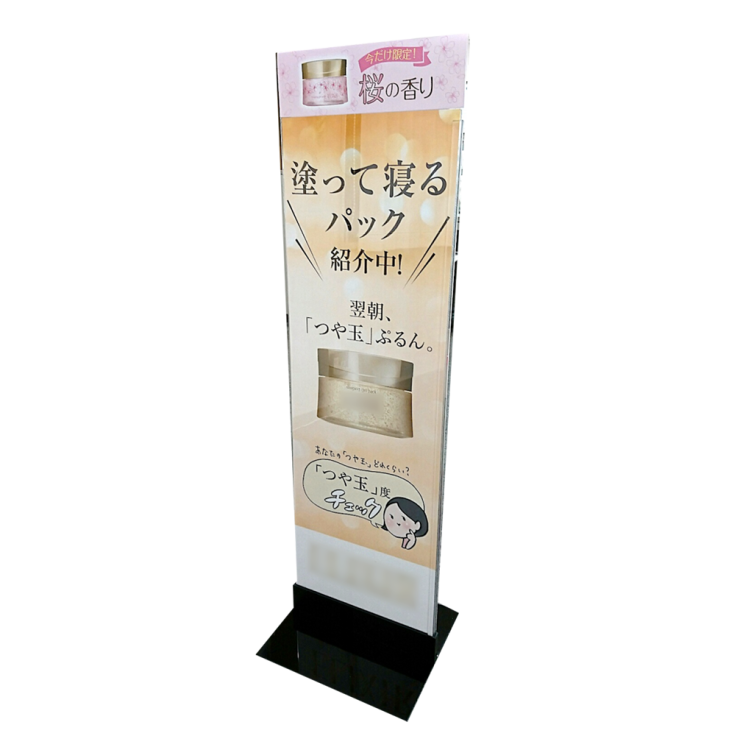 今だけ限定!
桜の香り
塗って寝る
パック
紹介中!
翌朝、
「つや玉」ぷるん。
あなたの「つや玉」どれくらい?
「つや玉」度
チェック